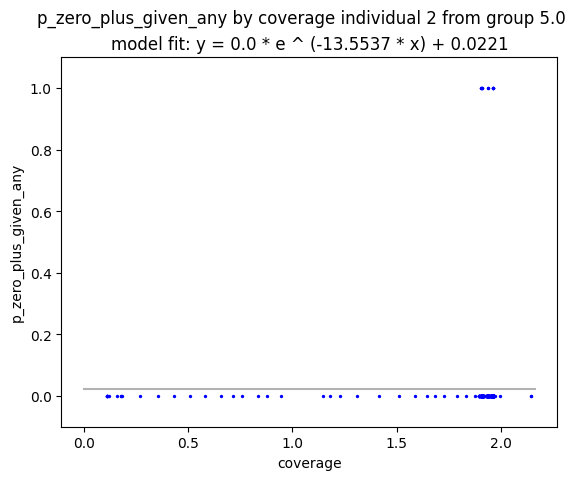 p_zero_plus_given_any by coverage individual 2 from group 5.0
model fit: y = 0.0 * e ^ (-13.5537 * x) + 0.0221
p_zero_plus_given_any
1.0
0.8
0.6
0.4
0.2
0.0
0.0 0.5 1.0 1.5 2.0
coverage